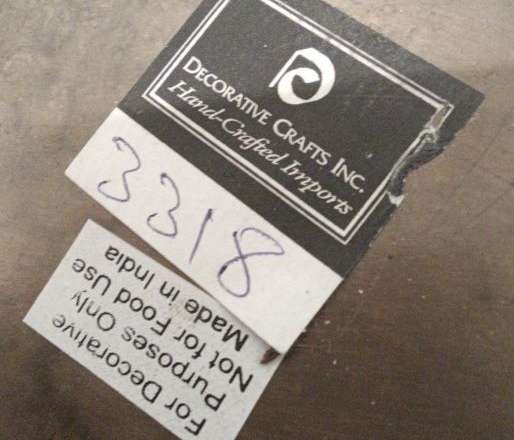 DECORATIVE CRAFTS INC.
Hand-Crafted Imports
3318
For Decorative
Purposes Only
Not for Food Use
Made in India